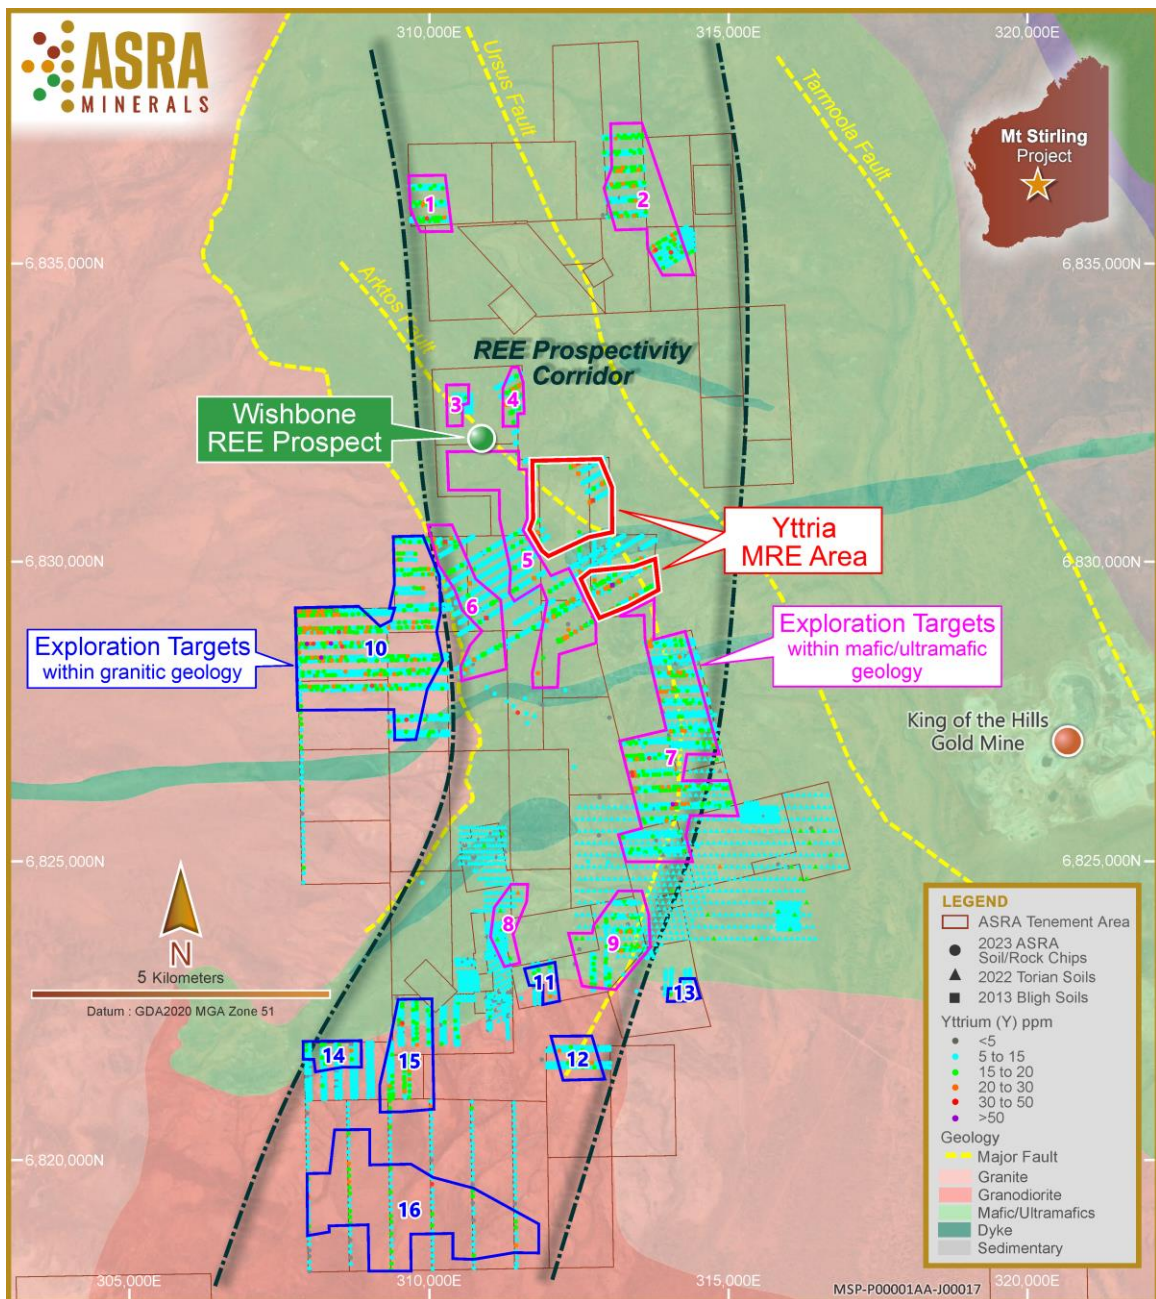 ASRA
MINERALS
310,000E
315,000E
320,000E
Ursus Fault
Tarmoola Fault
Mt Stirling
Project
1
2
6,835,000N
6,835,000N
Arktos Fault
REE Prospectivity
Corridor
3
4
Wishbone
REE Prospect
Yttria
MRE Area
6,830,000N
6,830,000N
5
6
Exploration Targets
within granitic geology
10
Exploration Targets
within mafic/ultramafic
geology
King of the Hills
Gold Mine
7
6,825,000N
6,825,000N
8
9
11
13
N
5 Kilometers
Datum : GDA2020 MGA Zone 51
14
15
12
6,820,000N
16
LEGEND
ASRA Tenement Area
2023 ASRA
Soil/Rock Chips
2022 Torian Soils
2013 Bligh Soils
Yttrium (Y) ppm
<5
5 to 15
15 to 20
20 to 30
30 to 50
>50
Geology
Major Fault
Granite
Granodiorite
Mafic/Ultramafics
Dyke
Sedimentary
305,000E
310,000E
315,000E
320,000E
MSP-P00001AA-J00017